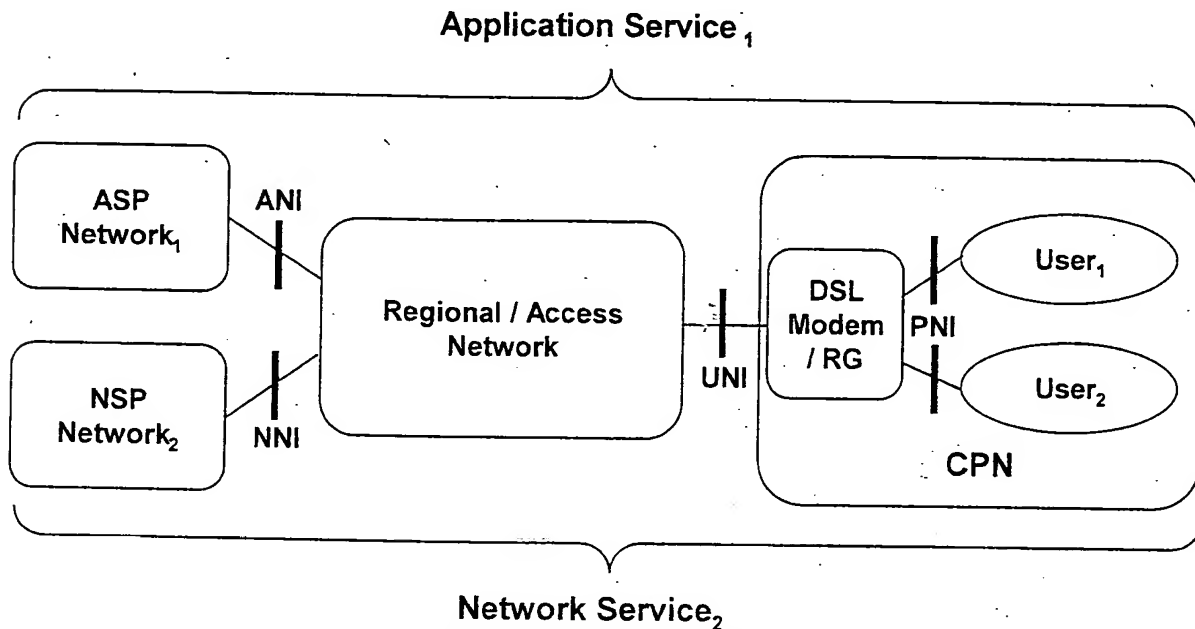 Application Service₁
ASP
Network₁
ANI
Regional / Access
Network
NSP
Network₂
NNI
UNI
DSL
Modem
/ RG
PNI
User₁
User₂
CPN
Network Service₂